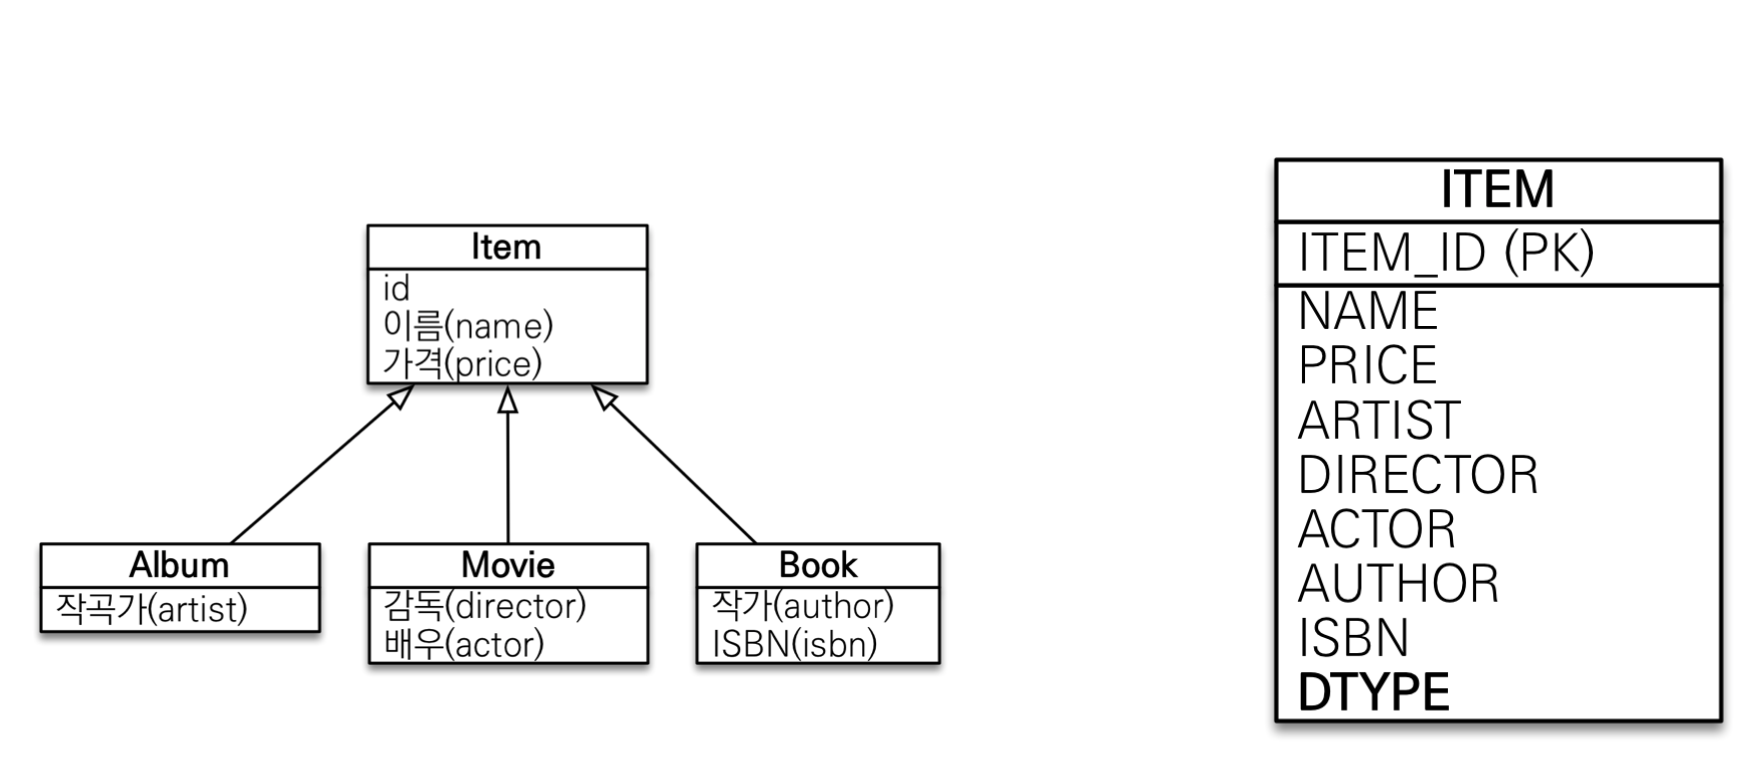 Item
id
이름(name)
가격(price)
Album
작곡가(artist)
Movie
감독(director)
배우(actor)
Book
작가(author)
ISBN(isbn)
ITEM
ITEM_ID (PK)
NAME
PRICE
ARTIST
DIRECTOR
ACTOR
AUTHOR
ISBN
DTYPE